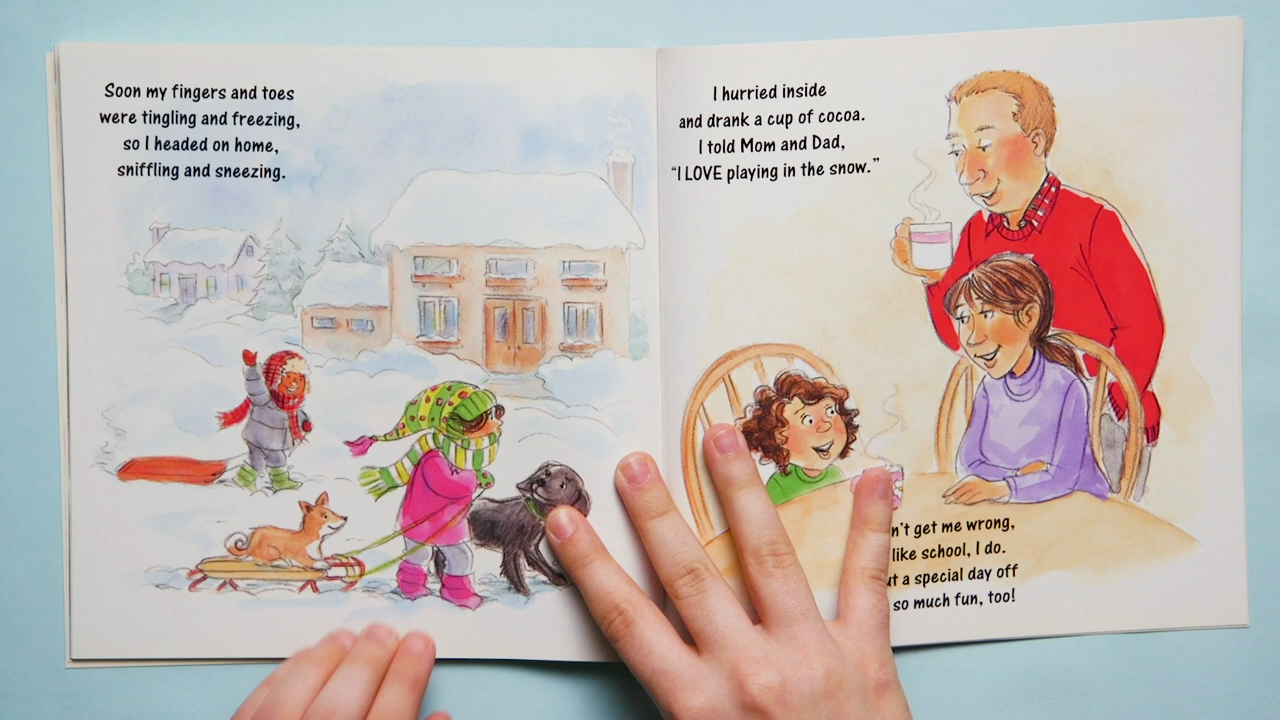 Soon my fingers and toes
were tingling and freezing,
so I headed on home,
sniffling and sneezing.
I hurried inside
and drank a cup of cocoa.
I told Mom and Dad,
“I LOVE playing in the snow.”
n’t get me wrong,
like school, I do.
ut a special day off
so much fun, too!